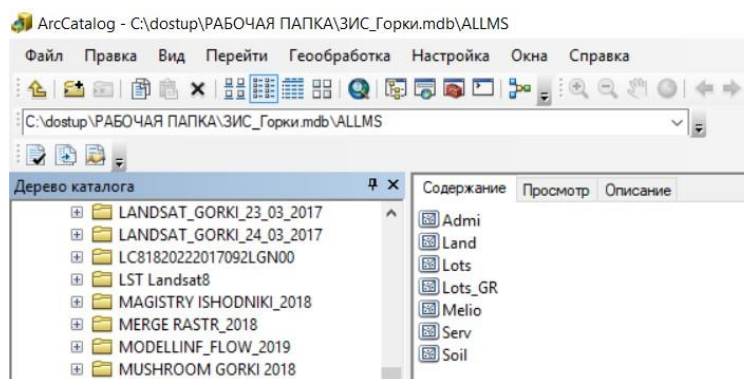 ArcCatalog - C:\dostup\РАБОЧАЯ ПАПКА\ЗИС_Горки.mdb\ALLMS
Файл Правка Вид Перейти Геообработка Настройка Окна Справка
C:\dostup\РАБОЧАЯ ПАПКА\ЗИС_Горки.mdb\ALLMS
Дерево каталога
LANDSAT_GORKI_23_03_2017
LANDSAT_GORKI_24_03_2017
LC81820222017092LGN00
LST Landsat8
MAGISTRY ISHODNIKI_2018
MERGE RASTR_2018
MODELLINF_FLOW_2019
MUSHROOM GORKI 2018
Содержание Просмотр Описание
Admi
Land
Lots
Lots_GR
Melio
Serv
Soil